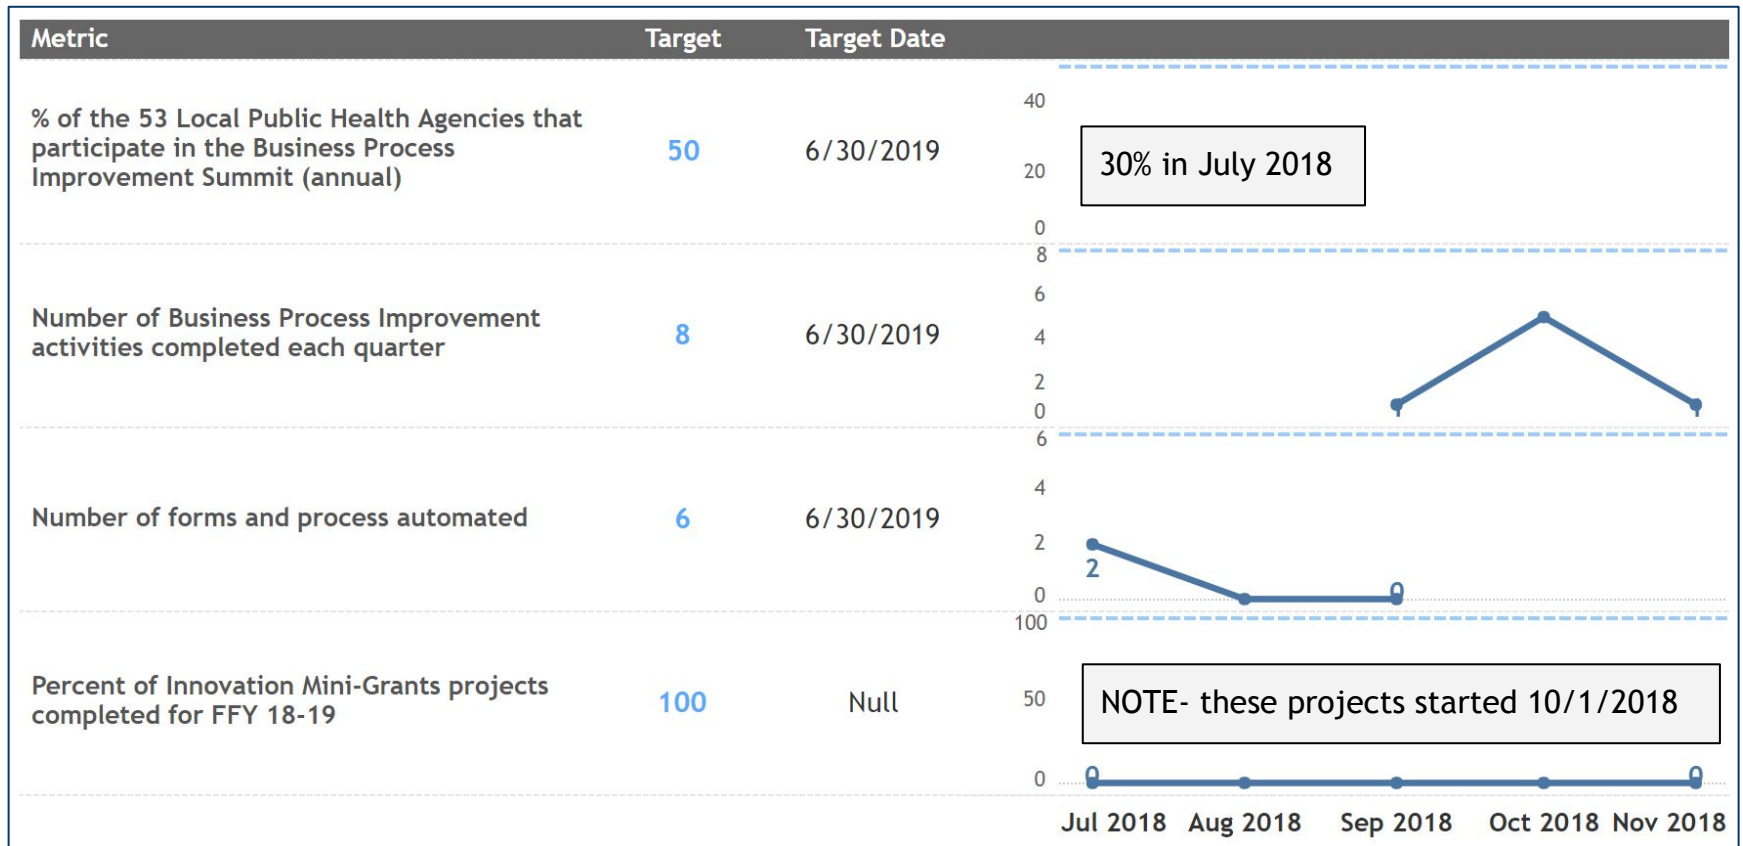 Metric Target Target Date
% of the 53 Local Public Health Agencies that
participate in the Business Process
Improvement Summit (annual)
50
6/30/2019
40
20
0
30% in July 2018
Number of Business Process Improvement
activities completed each quarter
8
6/30/2019
8
6
4
2
0
Number of forms and process automated
6
6/30/2019
6
4
2
0
2
0
Percent of Innovation Mini-Grants projects
completed for FFY 18-19
100
Null
100
50
0
NOTE- these projects started 10/1/2018
0
0
Jul 2018 Aug 2018 Sep 2018 Oct 2018 Nov 2018